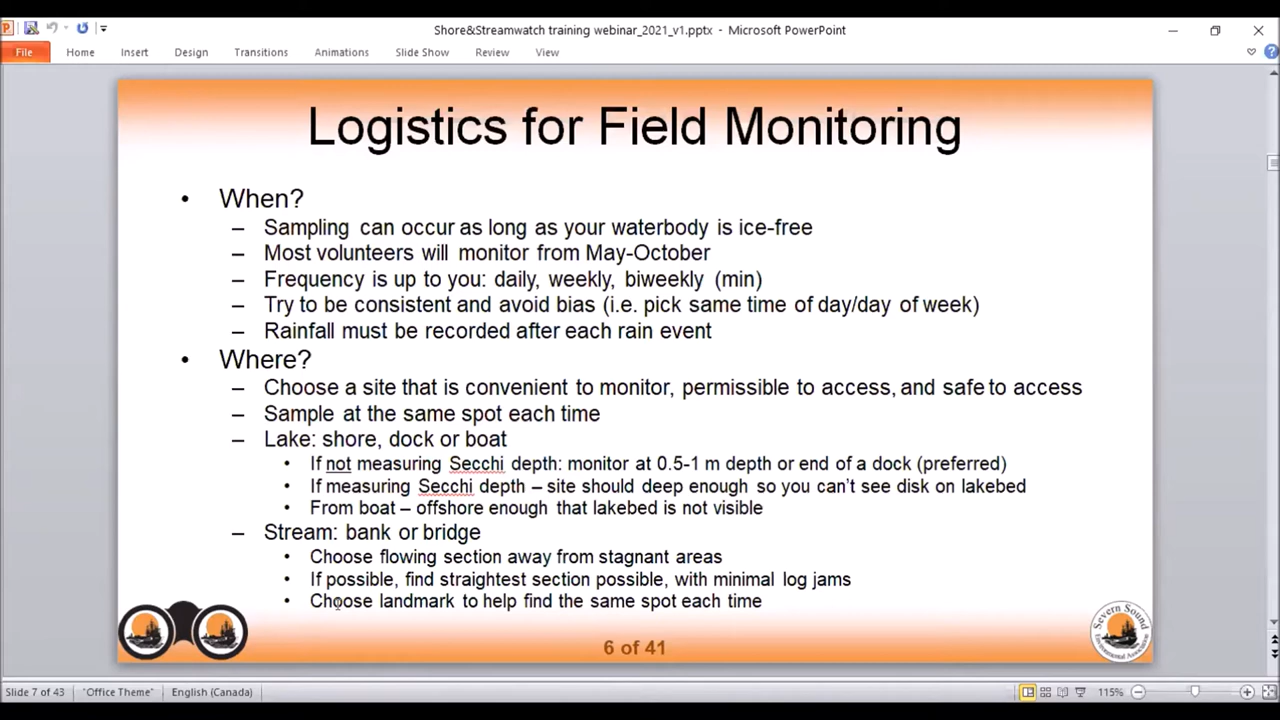 Shore&Streamwatch training webinar_2021_v1.pptx - Microsoft PowerPoint
File Home Insert Design Transitions Animations Slide Show Review View
Logistics for Field Monitoring
• When?
– Sampling can occur as long as your waterbody is ice-free
– Most volunteers will monitor from May-October
– Frequency is up to you: daily, weekly, biweekly (min)
– Try to be consistent and avoid bias (i.e. pick same time of day/day of week)
– Rainfall must be recorded after each rain event
• Where?
– Choose a site that is convenient to monitor, permissible to access, and safe to access
– Sample at the same spot each time
– Lake: shore, dock or boat
• If not measuring Secchi depth: monitor at 0.5-1 m depth or end of a dock (preferred)
• If measuring Secchi depth – site should deep enough so you can't see disk on lakebed
• From boat – offshore enough that lakebed is not visible
– Stream: bank or bridge
• Choose flowing section away from stagnant areas
• If possible, find straightest section possible, with minimal log jams
• Choose landmark to help find the same spot each time
6 of 41
Severn Sound
Environmental Association
Slide 7 of 43 "Office Theme" English (Canada) 115%